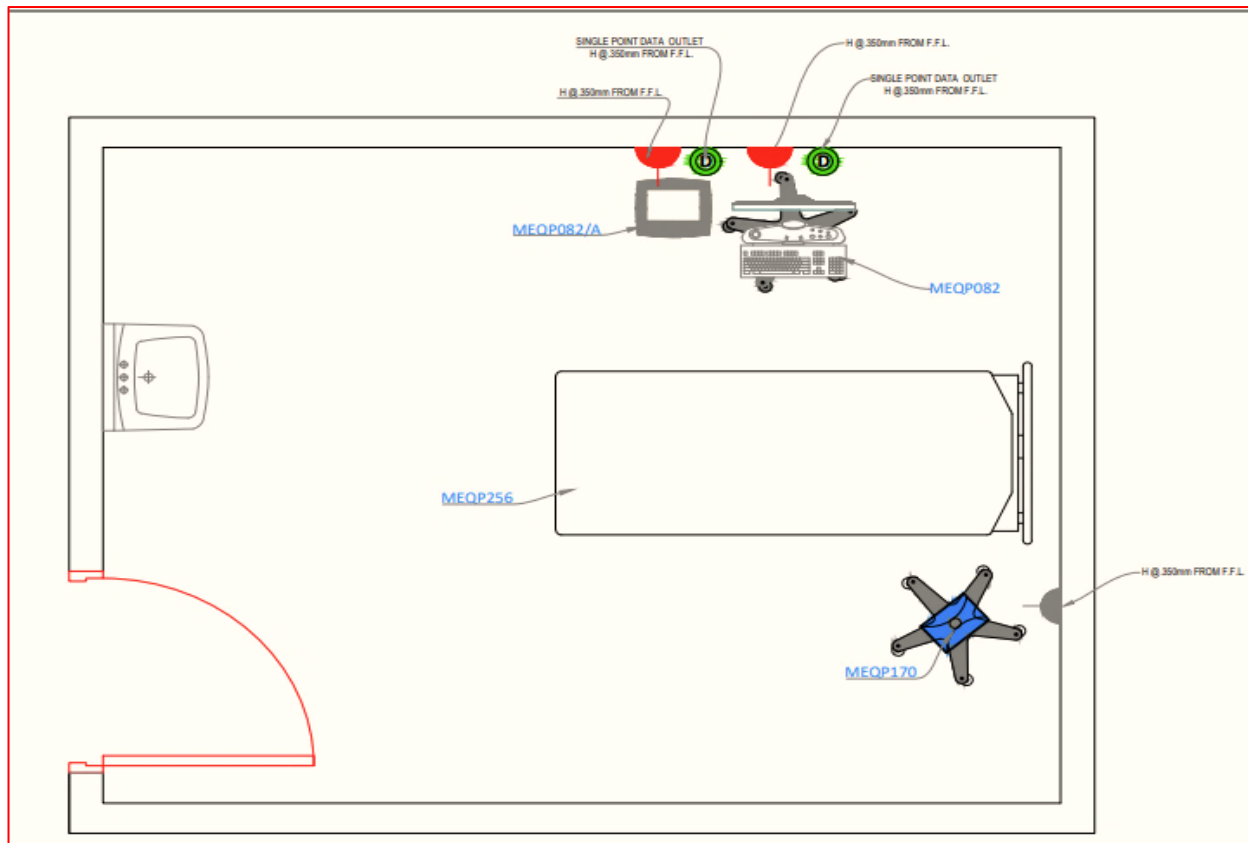 SINGLE POINT DATA OUTLET
H @.350mm FROM F.F.L.
H @.350mm FROM F.F.L.
SINGLE POINT DATA OUTLET
H @.350mm FROM F.F.L.
H @.350mm FROM F.F.L.
D
D
MEQP082/A
MEQP082
MEQP256
H @.350mm FROM F.F.L.
MEQP170